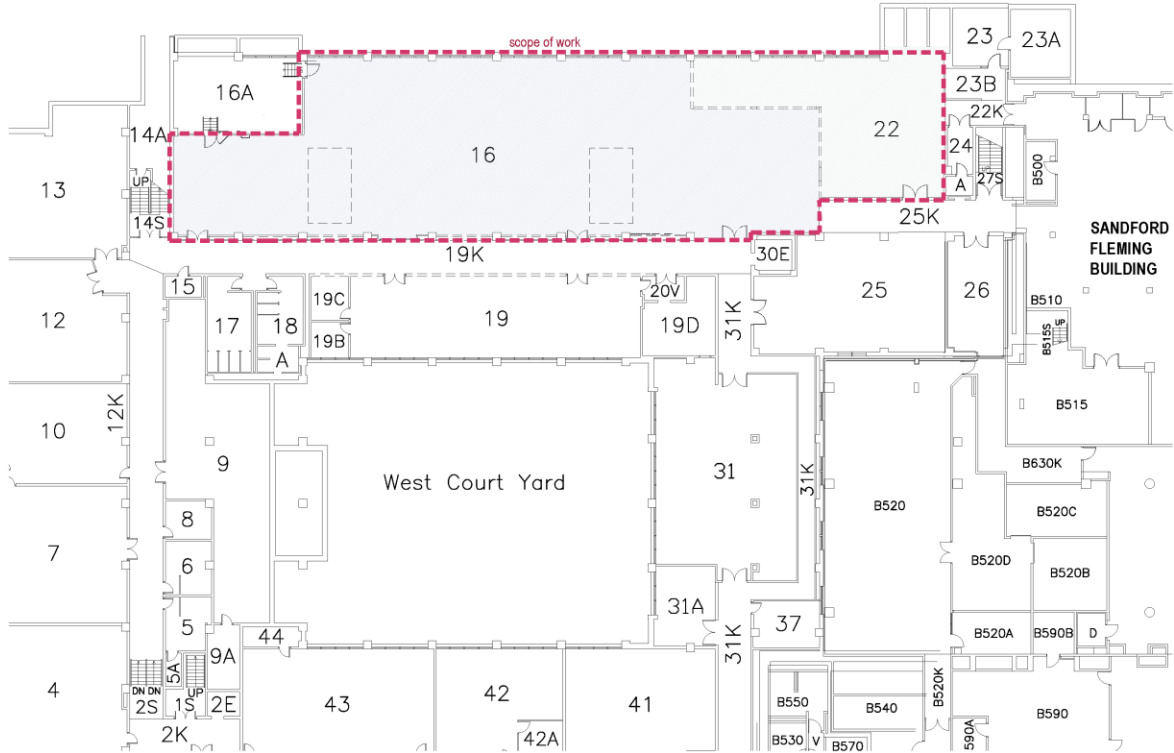 scope of work
23
23A
16A
23B
22K
14A
16
22
24
13
UP
14S
A
27S
B500
25K
SANDFORD
FLEMING
BUILDING
19K
30E
15
19C
20V
25
26
B510
12
17
18
19
19D
31K
UP
B515S
19B
A
10
12K
B515
9
West Court Yard
31
31K
B630K
B520
B520C
8
7
6
B520D
B520B
31A
37
5
44
9A
31K
B520A
B590B
D
5A
4
DN DN
UP
2S
1S
2E
43
42
41
B550
B540
B520K
B590
2K
42A
B530
V
B570
590A